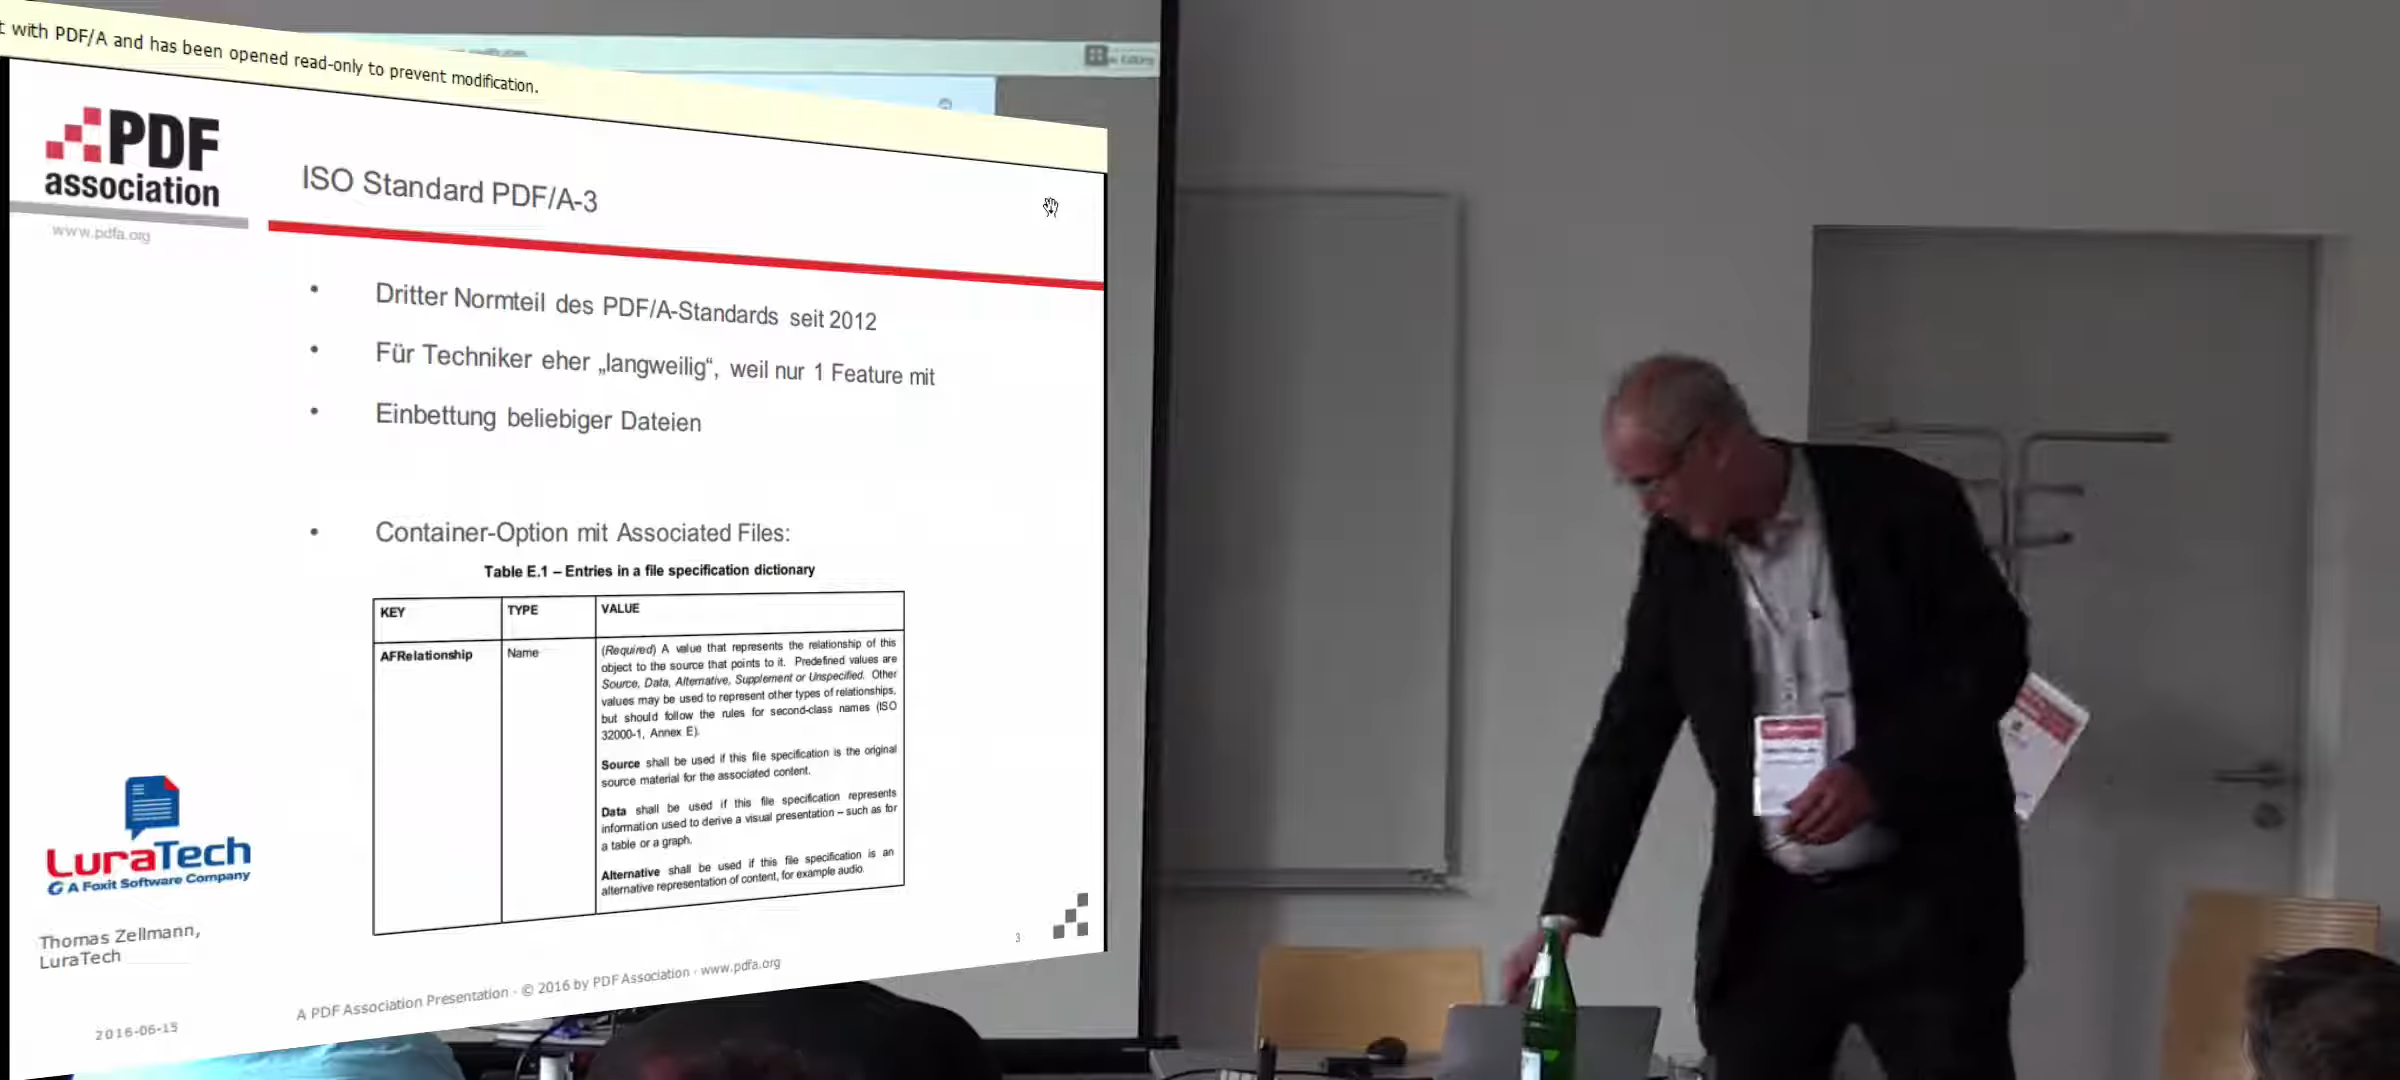 t with PDF/A and has been opened read-only to prevent modification.
PDF
association
www.pdfa.org
ISO Standard PDF/A-3
• Dritter Normteil des PDF/A-Standards seit 2012
• Für Techniker eher „langweilig“, weil nur 1 Feature mit
• Einbettung beliebiger Dateien
• Container-Option mit Associated Files:
Table E.1 – Entries in a file specification dictionary
KEY TYPE VALUE
AFRelationship Name (Required) A value that represents the relationship of this
object to the source that points to it. Predefined values are
Source, Data, Alternative, Supplement or Unspecified. Other
values may be used to represent other types of relationships,
but should follow the rules for second-class names (ISO
32000-1, Annex E).
Source shall be used if this file specification is the original
source material for the associated content.
Data shall be used if this file specification represents
information used to derive a visual presentation – such as for
a table or a graph.
Alternative shall be used if this file specification is an
alternative representation of content, for example audio.
LuraTech
A Foxit Software Company
Thomas Zellmann,
LuraTech
3
A PDF Association Presentation · © 2016 by PDF Association · www.pdfa.org
2016-06-15